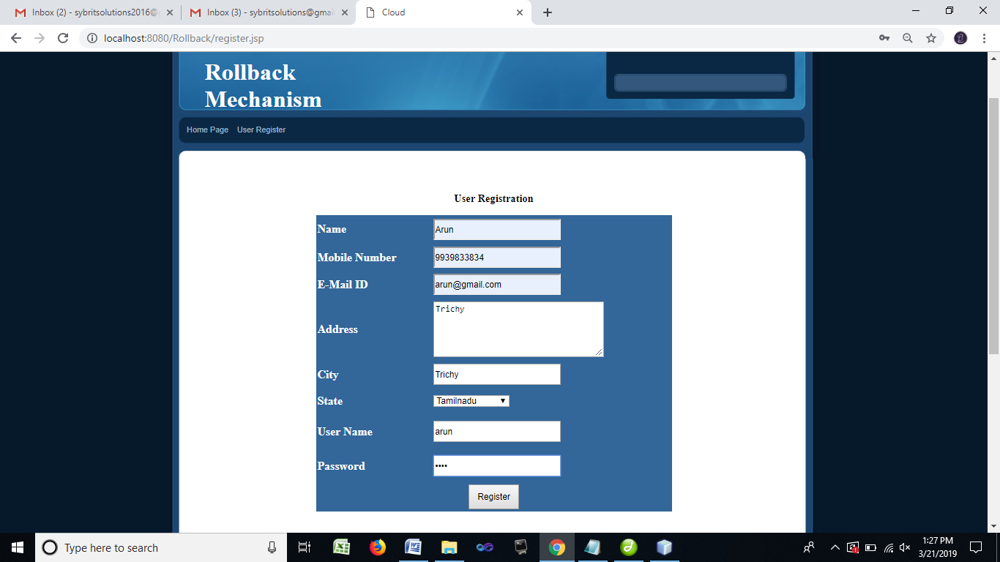 Inbox (2) - sybritsolutions2016@
Inbox (3) - sybritsolutions@gmai
Cloud
localhost:8080/Rollback/register.jsp
Rollback
Mechanism
Home Page User Register
User Registration
Name Arun
Mobile Number 9939833834
E-Mail ID arun@gmail.com
Address Trichy
City Trichy
State Tamilnadu
User Name arun
Password ••••
Register
Type here to search
1:27 PM
3/21/2019